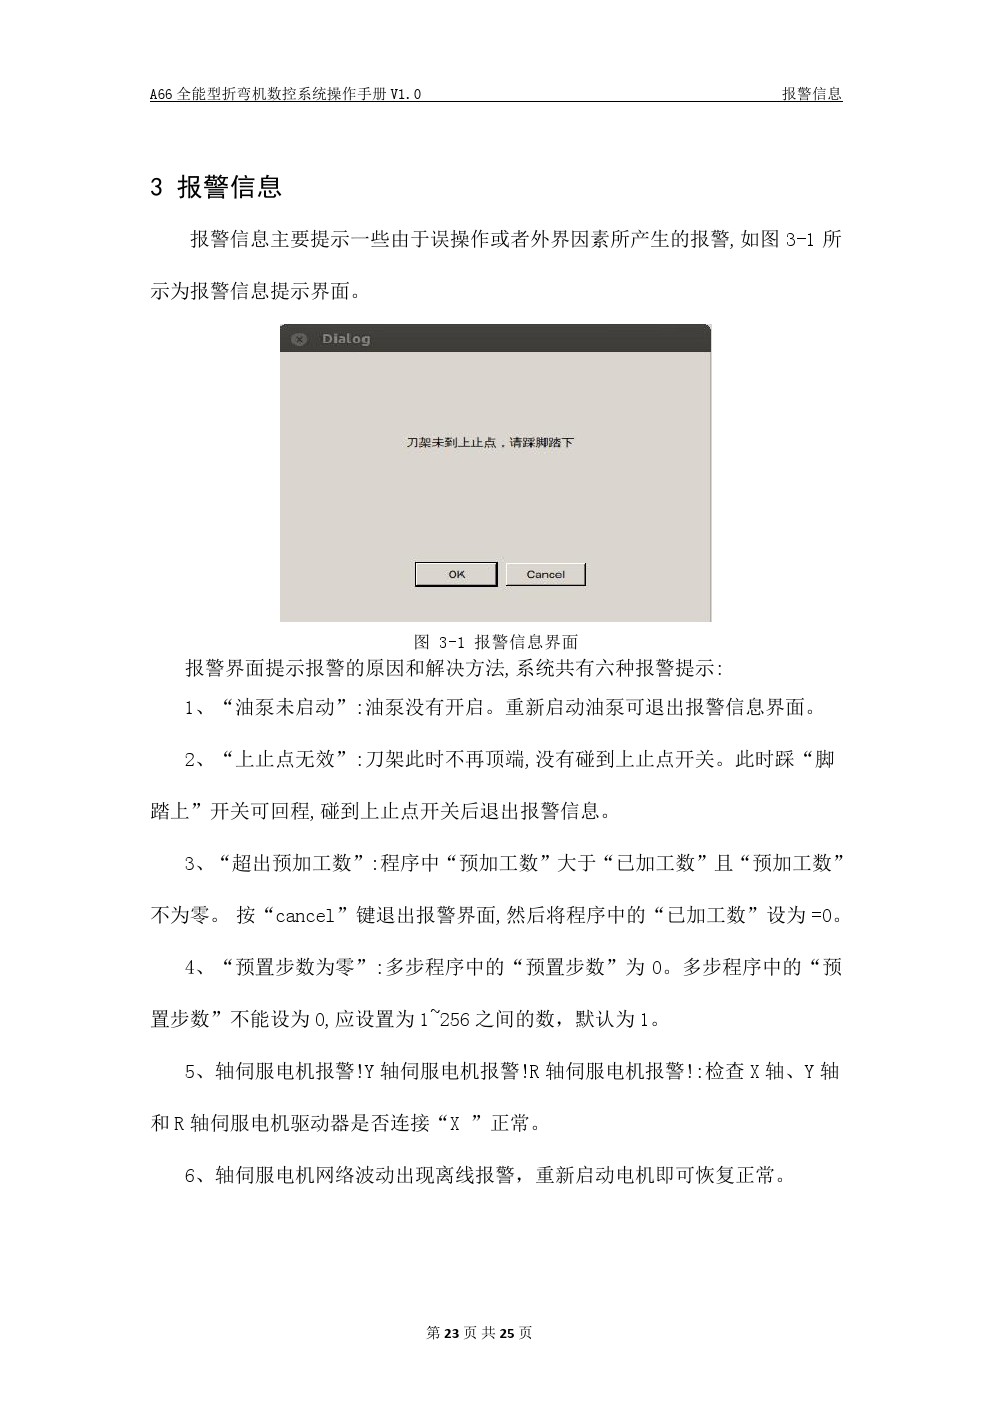 A66 全能型折弯机数控系统操作手册 V1.0 报警信息
3 报警信息
报警信息主要提示一些由于误操作或者外界因素所产生的报警,如图 3-1 所
示为报警信息提示界面。
Dialog
刀架未到上止点，请踩脚踏下
OK Cancel
图 3-1 报警信息界面
报警界面提示报警的原因和解决方法,系统共有六种报警提示:
1、“油泵未启动”:油泵没有开启。重新启动油泵可退出报警信息界面。
2、“上止点无效”:刀架此时不再顶端,没有碰到上止点开关。此时踩“脚
踏上”开关可回程,碰到上止点开关后退出报警信息。
3、“超出预加工数”:程序中“预加工数”大于“已加工数”且“预加工数”
不为零。 按“cancel”键退出报警界面,然后将程序中的“已加工数”设为 =0。
4、“预置步数为零”:多步程序中的“预置步数”为 0。多步程序中的“预
置步数”不能设为 0,应设置为 1~256 之间的数，默认为 1。
5、轴伺服电机报警!Y 轴伺服电机报警!R 轴伺服电机报警!:检查 X 轴、Y 轴
和 R 轴伺服电机驱动器是否连接“X ”正常。
6、轴伺服电机网络波动出现离线报警，重新启动电机即可恢复正常。
第 23 页 共 25 页